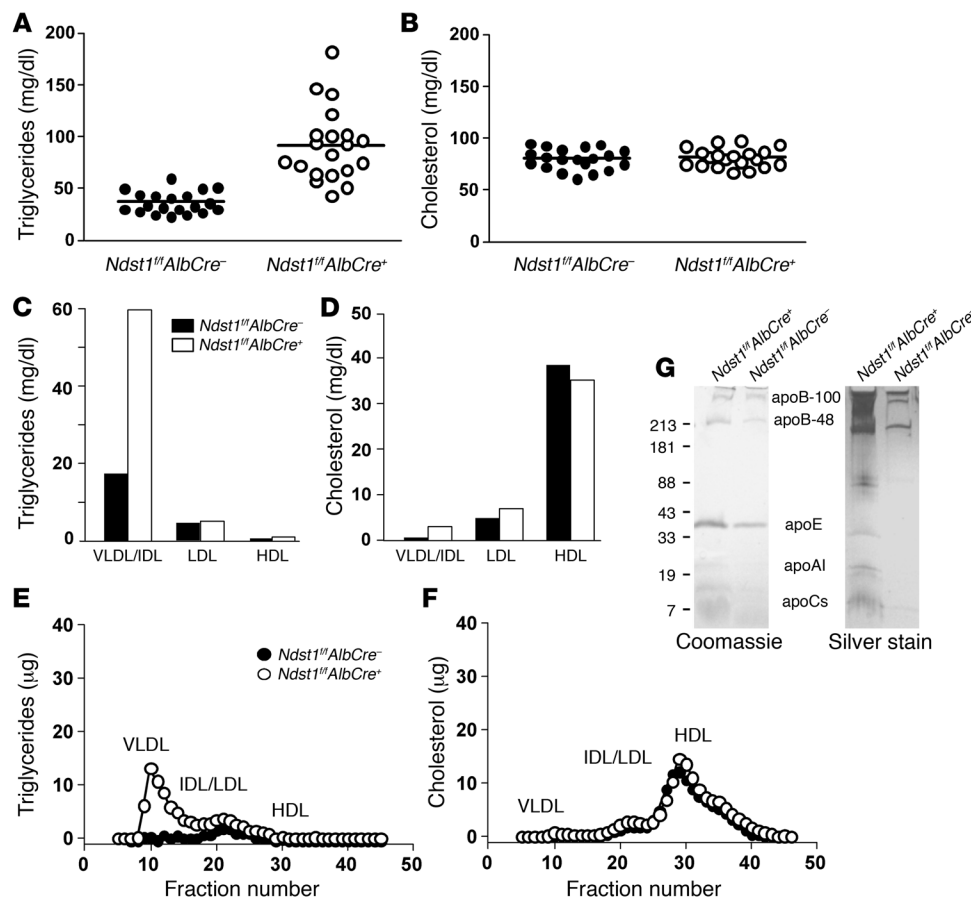 A
Triglycerides (mg/dl)
200
150
100
50
0
Ndst1f/fAlbCre–
Ndst1f/fAlbCre+
B
Cholesterol (mg/dl)
200
150
100
50
0
Ndst1f/fAlbCre–
Ndst1f/fAlbCre+
C
Triglycerides (mg/dl)
60
40
20
0
Ndst1f/fAlbCre–
Ndst1f/fAlbCre+
VLDL/IDL
LDL
HDL
D
Cholesterol (mg/dl)
50
40
30
20
10
0
VLDL/IDL
LDL
HDL
G
Ndst1f/fAlbCre+
Ndst1f/fAlbCre–
Ndst1f/fAlbCre+
213
181
88
43
33
19
7
apoB-100
apoB-48
apoE
apoAI
apoCs
Coomassie
Silver stain
E
Triglycerides (μg)
40
30
20
10
0
Ndst1f/fAlbCre–
Ndst1f/fAlbCre+
VLDL
IDL/LDL
HDL
0 10 20 30 40 50
Fraction number
F
Cholesterol (μg)
40
30
20
10
0
VLDL
IDL/LDL
HDL
0 10 20 30 40 50
Fraction number